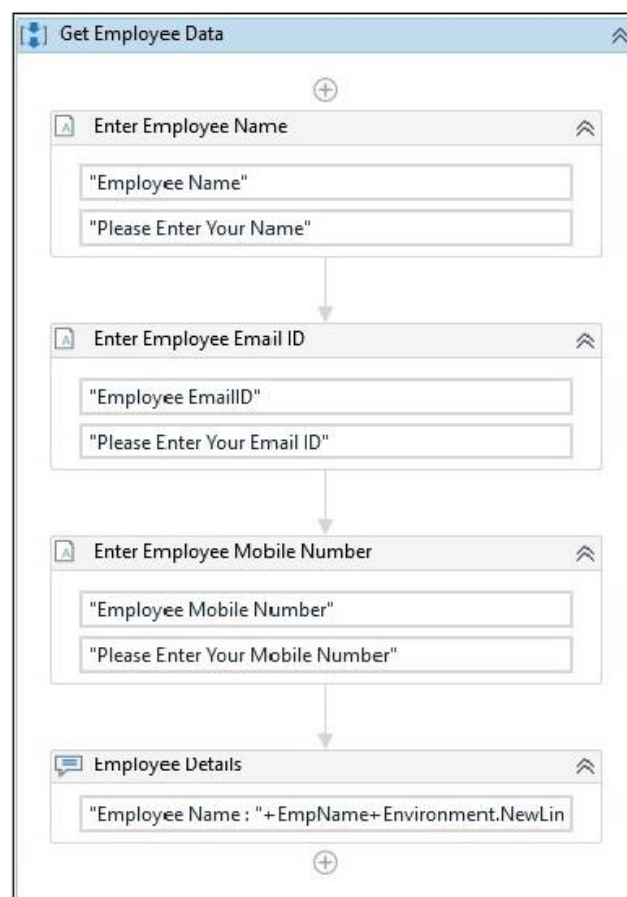 Get Employee Data
Enter Employee Name
"Employee Name"
"Please Enter Your Name"
Enter Employee Email ID
"Employee EmailID"
"Please Enter Your Email ID"
Enter Employee Mobile Number
"Employee Mobile Number"
"Please Enter Your Mobile Number"
Employee Details
"Employee Name : "+EmpName+Environment.NewLin